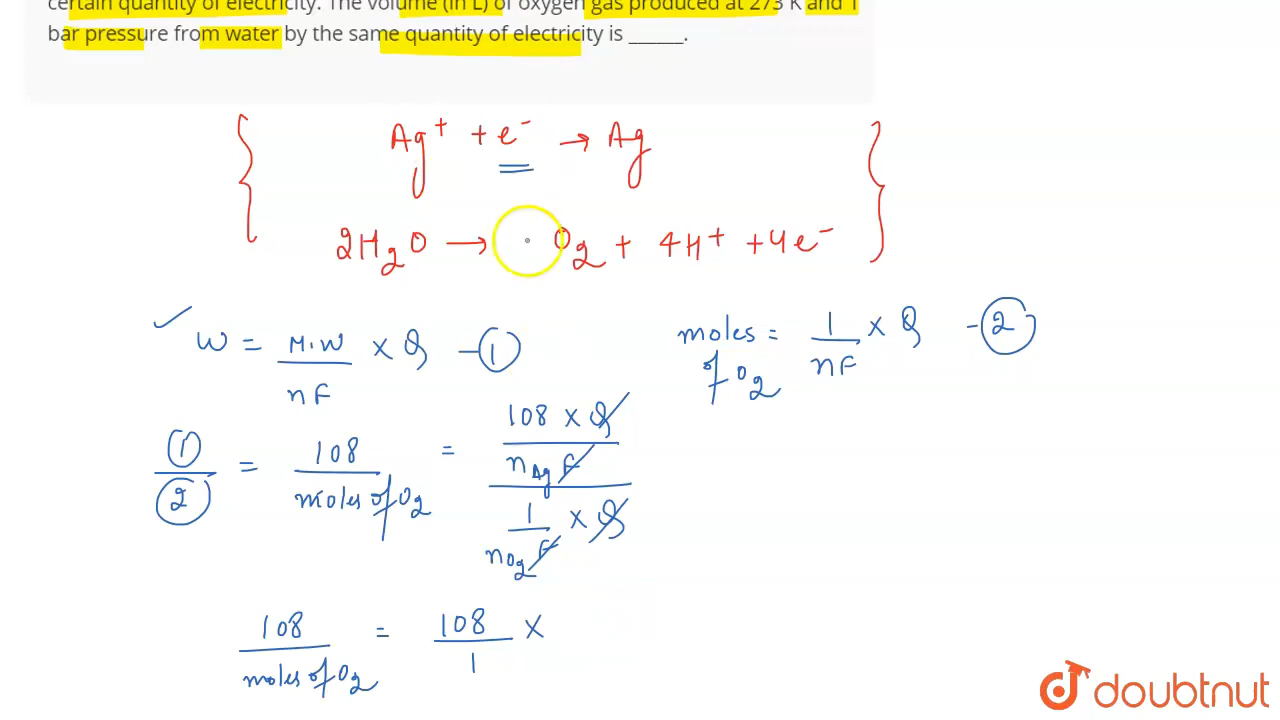 certain quantity of electricity. The volume (in L) of oxygen gas produced at 273 K and 1
bar pressure from water by the same quantity of electricity is ______.
Ag⁺ + e⁻ → Ag
2H₂O → O₂ + 4H⁺ + 4e⁻
✓ W = M.W / nF × Q – ①
moles of O₂ = 1 / nF × Q – ②
① / ② = 108 / moles of O₂ = (108 × Q / n Ag F) / (1 / n O₂ F × Q)
108 / moles of O₂ = 108 / 1 ×
doubtnut